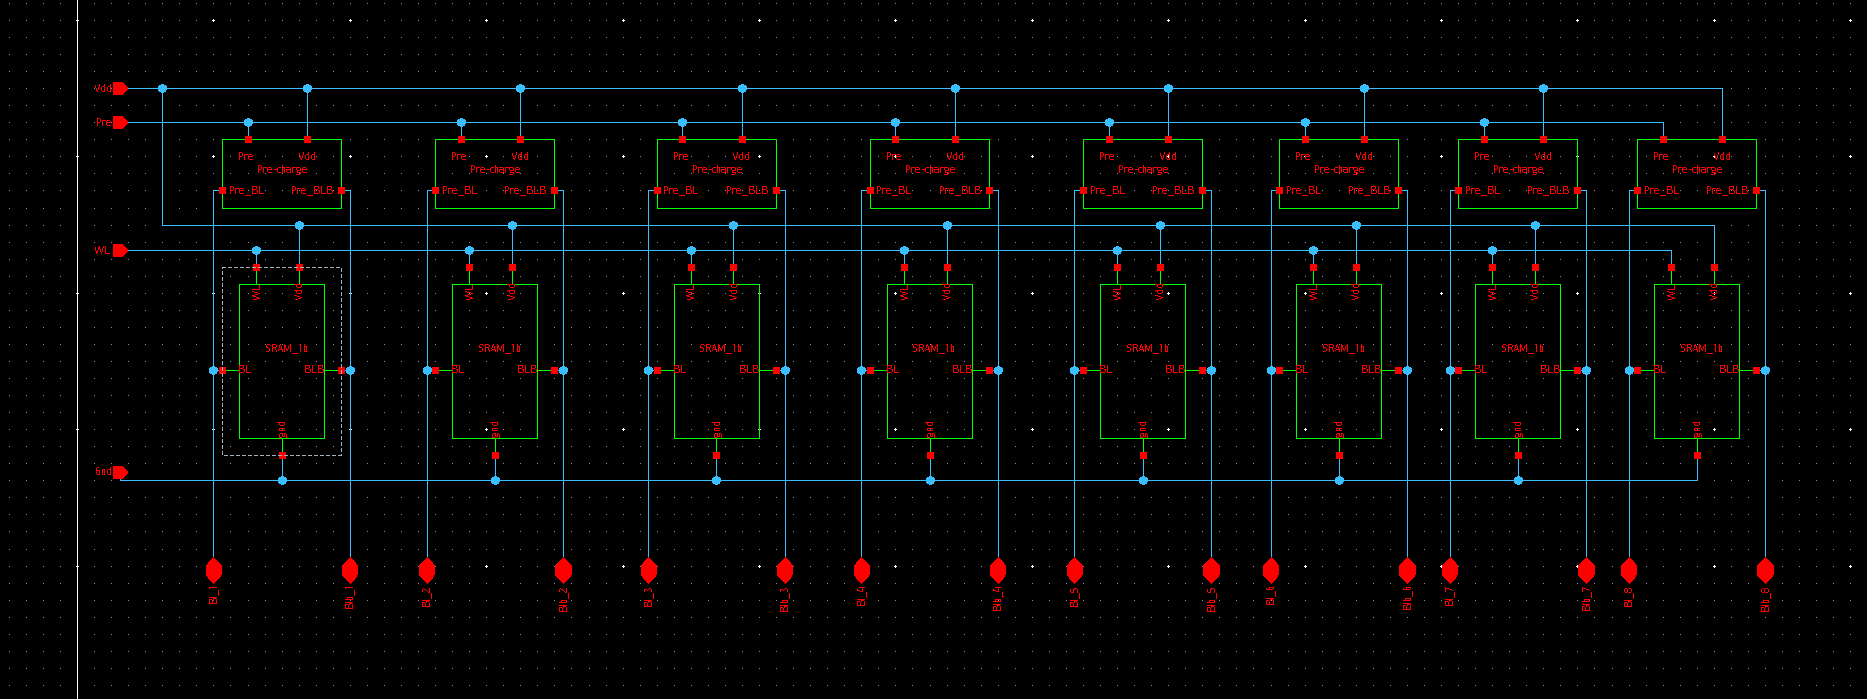 Vdd
Pre
Pre Vdd Pre Vdd Pre Vdd Pre Vdd Pre Vdd Pre Vdd Pre Vdd Pre Vdd
Pre-charge Pre-charge Pre-charge Pre-charge Pre-charge Pre-charge Pre-charge Pre-charge
Pre_BL Pre_BLB Pre_BL Pre_BLB Pre_BL Pre_BLB Pre_BL Pre_BLB Pre_BL Pre_BLB Pre_BL Pre_BLB Pre_BL Pre_BLB Pre_BL Pre_BLB
WL
WL Vdd WL Vdd WL Vdd WL Vdd WL Vdd WL Vdd WL Vdd WL Vdd
SRAM_1b SRAM_1b SRAM_1b SRAM_1b SRAM_1b SRAM_1b SRAM_1b SRAM_1b
BL BLB BL BLB BL BLB BL BLB BL BLB BL BLB BL BLB BL BLB
gnd gnd gnd gnd gnd gnd gnd gnd
Gnd
Bl_1 Blb_1 Bl_2 Blb_2 Bl_3 Blb_3 Bl_4 Blb_4 Bl_5 Blb_5 Bl_6 Blb_6 Bl_7 Blb_7 Bl_8 Blb_8